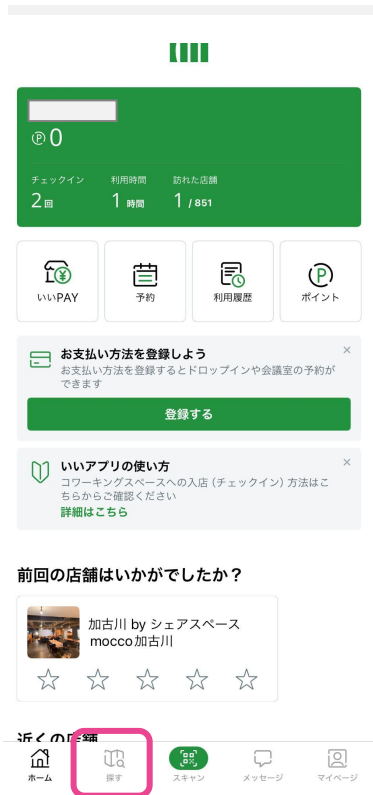 Ⓟ0
チェックイン 利用時間 訪れた店舗
2回 1 時間 1 / 851
いいPAY 予約 利用履歴 ポイント
お支払い方法を登録しよう
お支払い方法を登録するとドロップインや会議室の予約が
できます
登録する
いいアプリの使い方
コワーキングスペースへの入店 (チェックイン) 方法はこ
ちらからご確認ください
詳細はこちら
前回の店舗はいかがでしたか？
加古川 by シェアスペース
mocco加古川
近くの店舗
ホーム 探す スキャン メッセージ マイページ